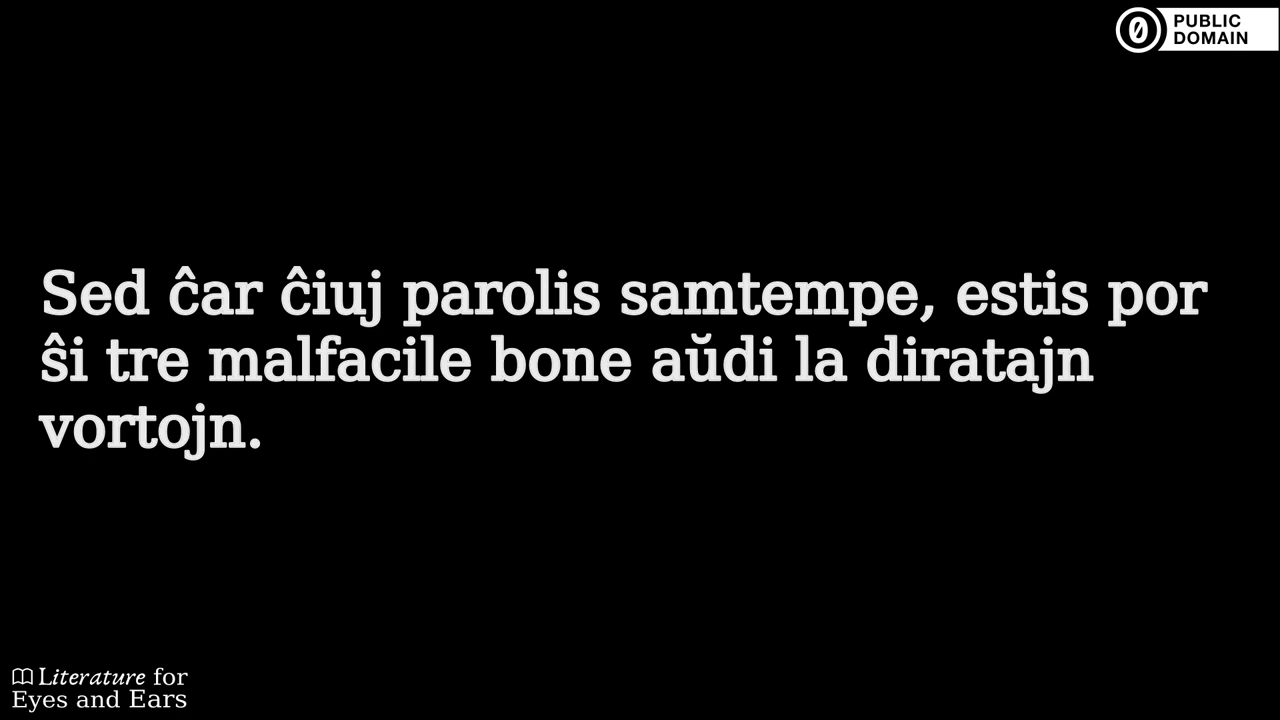 PUBLIC
DOMAIN
Sed ĉar ĉiuj parolis samtempe, estis por
ŝi tre malfacile bone aŭdi la diratajn
vortojn.
Literature for
Eyes and Ears